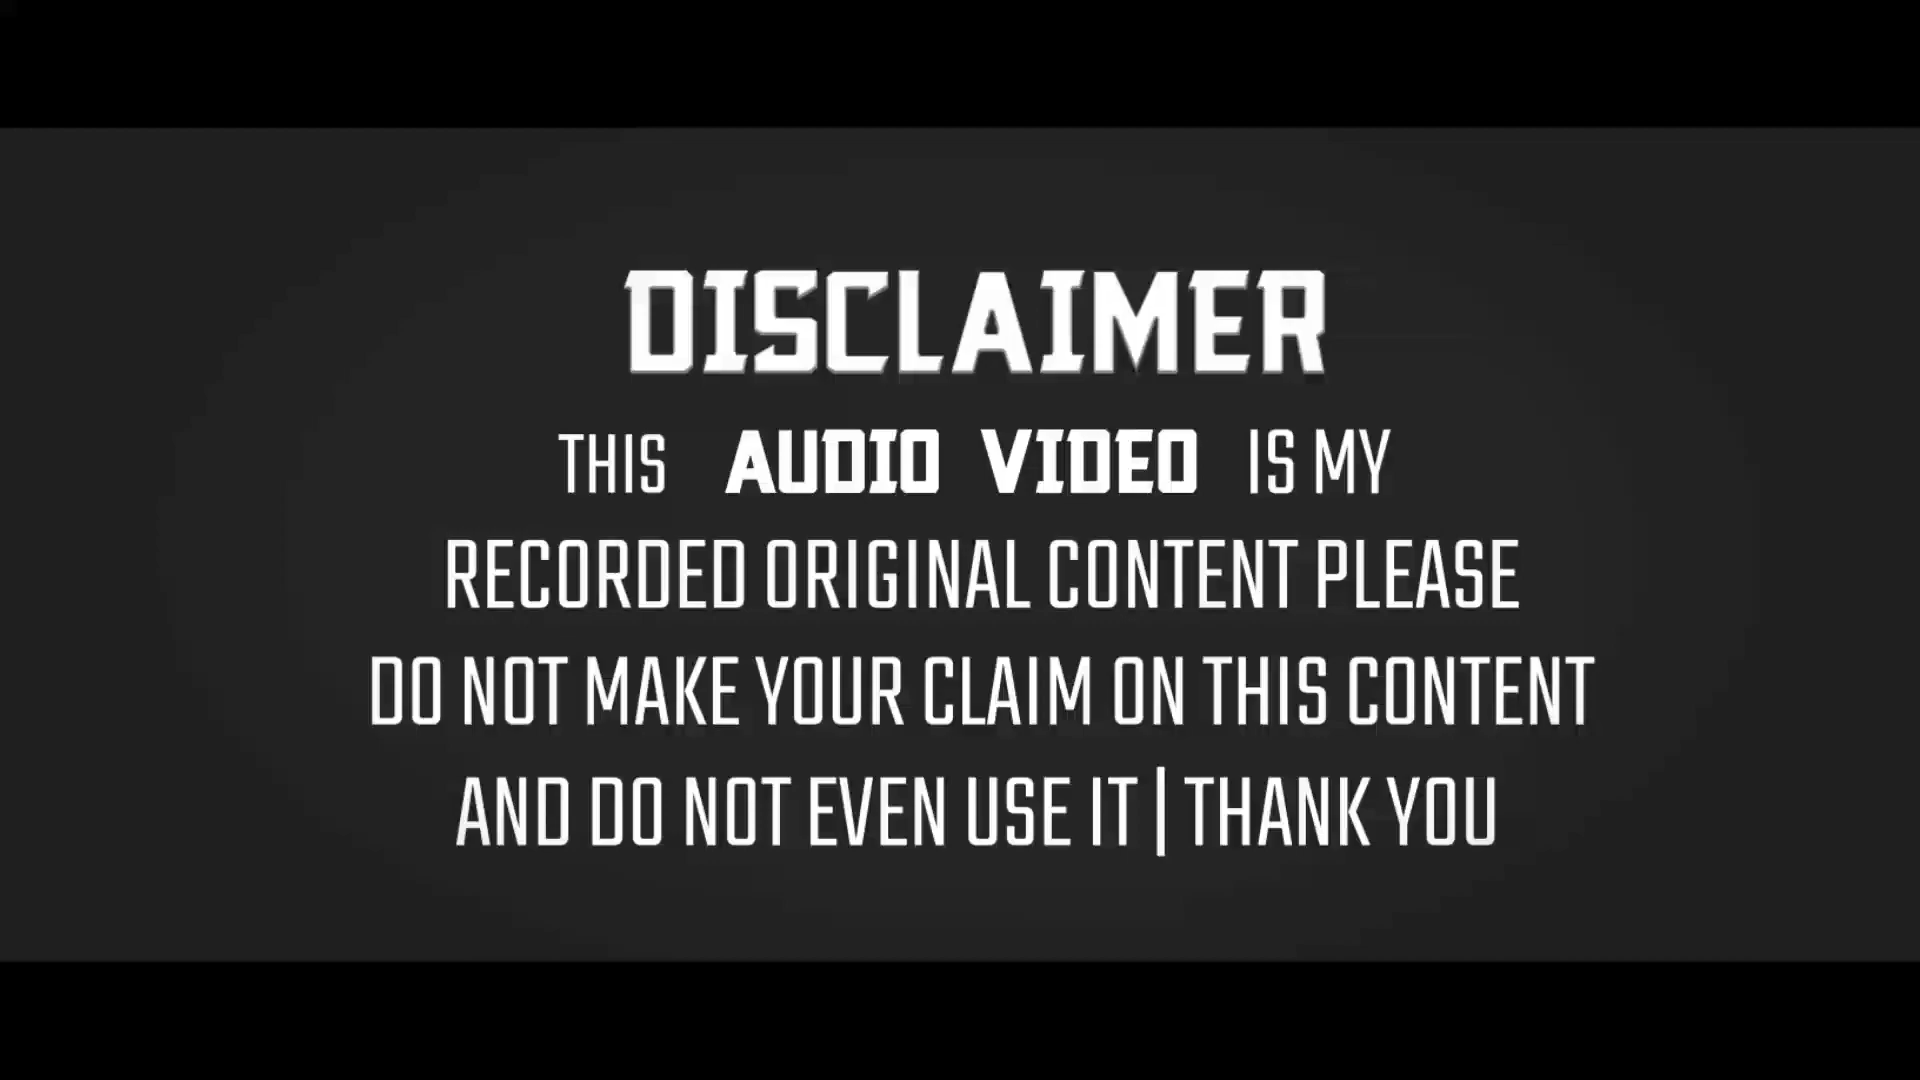 DISCLAIMER
THIS AUDIO VIDEO IS MY
RECORDED ORIGINAL CONTENT PLEASE
DO NOT MAKE YOUR CLAIM ON THIS CONTENT
AND DO NOT EVEN USE IT | THANK YOU